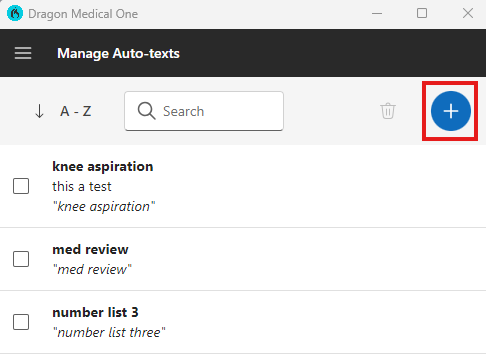 Dragon Medical One
Manage Auto-texts
A - Z
Search
knee aspiration
this a test
"knee aspiration"
med review
"med review"
number list 3
"number list three"